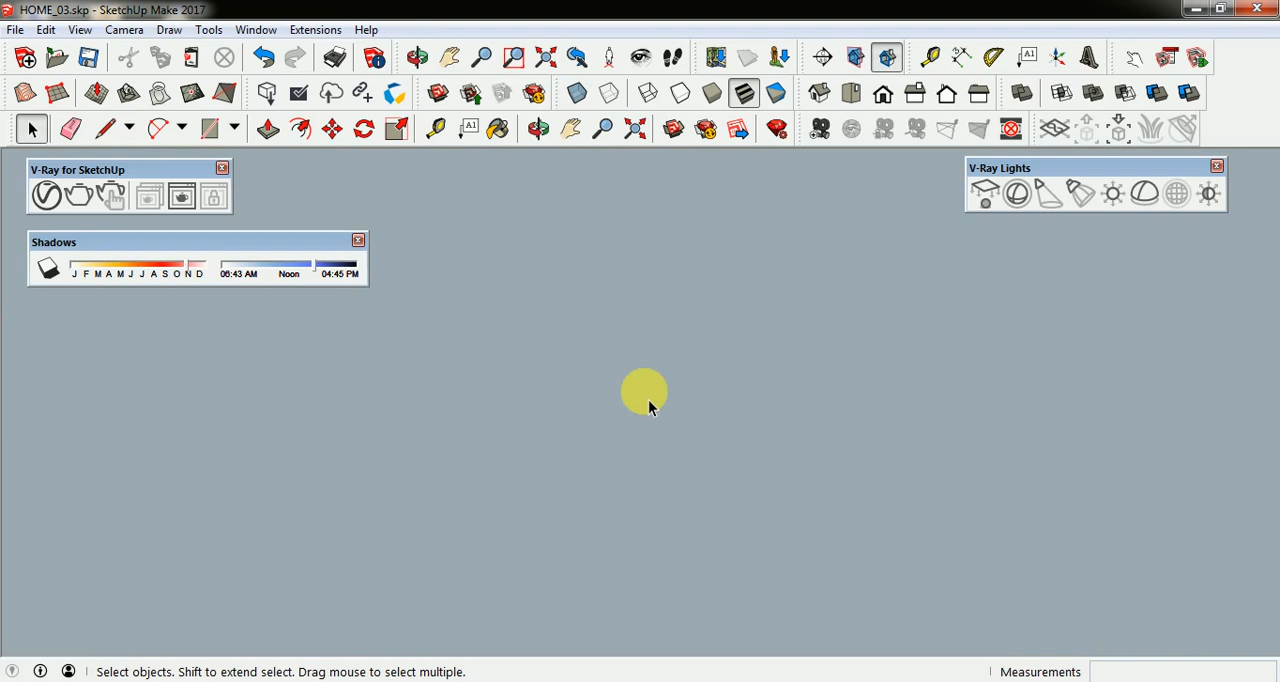 HOME_03.skp - SketchUp Make 2017
File Edit View Camera Draw Tools Window Extensions Help
A1
A1
V-Ray for SketchUp
V-Ray Lights
Shadows
J F M A M J J A S O N D 06:43 AM Noon 04:45 PM
Select objects. Shift to extend select. Drag mouse to select multiple. Measurements